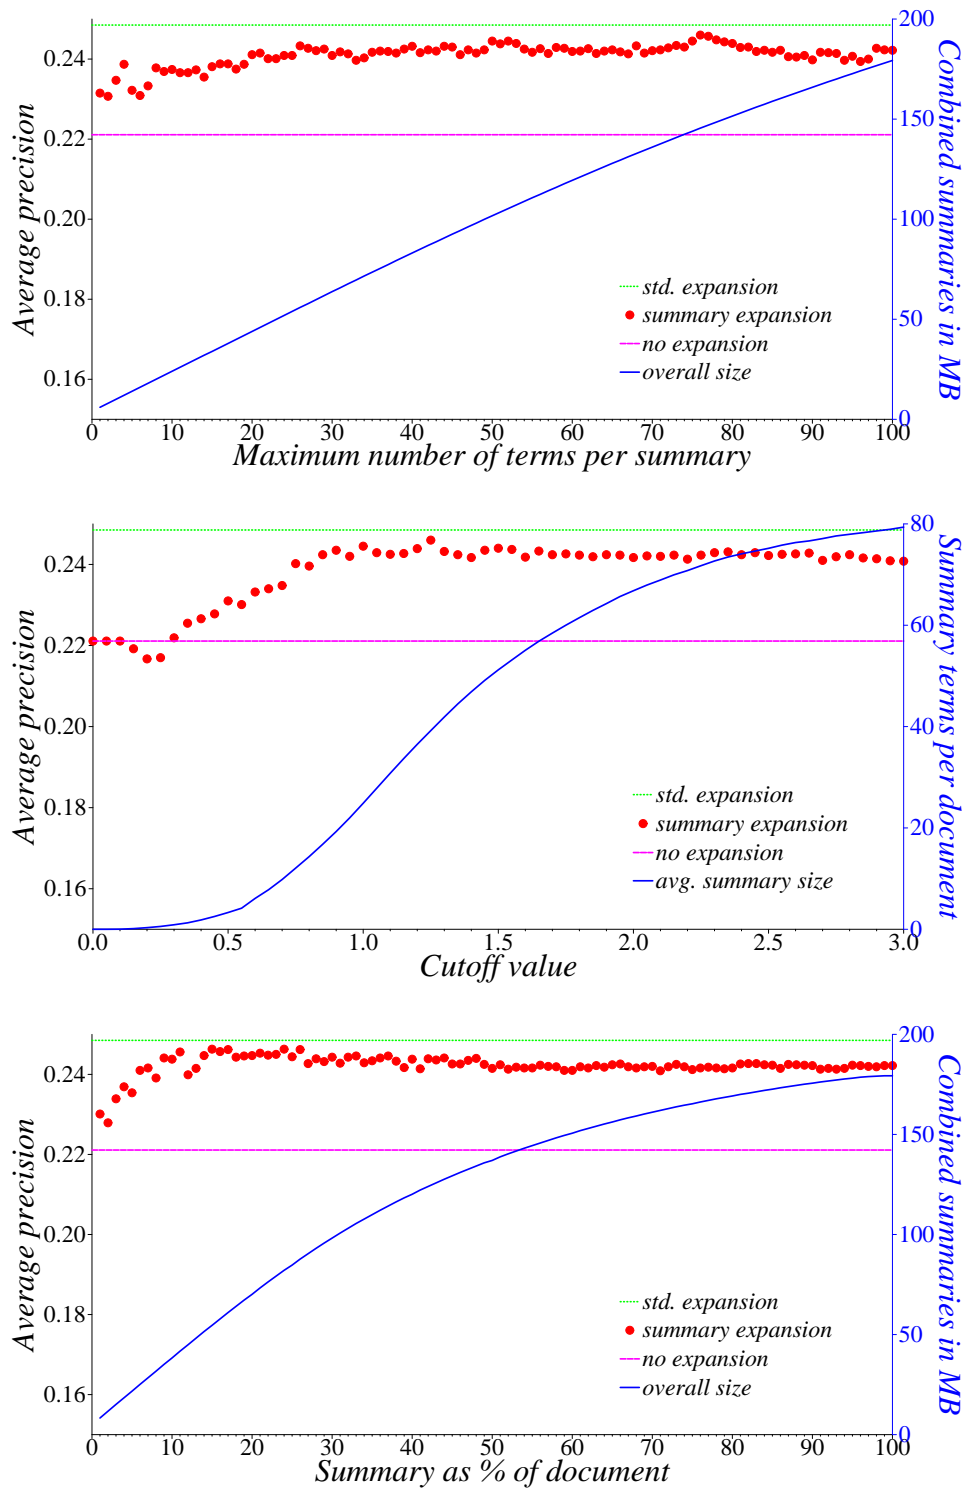 0.24
0.22
0.20
0.18
0.16
Average precision
200
150
100
50
0
Combined summaries in MB
std. expansion
summary expansion
no expansion
overall size
0 10 20 30 40 50 60 70 80 90 100
Maximum number of terms per summary
0.24
0.22
0.20
0.18
0.16
Average precision
80
60
40
20
0
Summary terms per document
std. expansion
summary expansion
no expansion
avg. summary size
0.0 0.5 1.0 1.5 2.0 2.5 3.0
Cutoff value
0.24
0.22
0.20
0.18
0.16
Average precision
200
150
100
50
0
Combined summaries in MB
std. expansion
summary expansion
no expansion
overall size
0 10 20 30 40 50 60 70 80 90 100
Summary as % of document